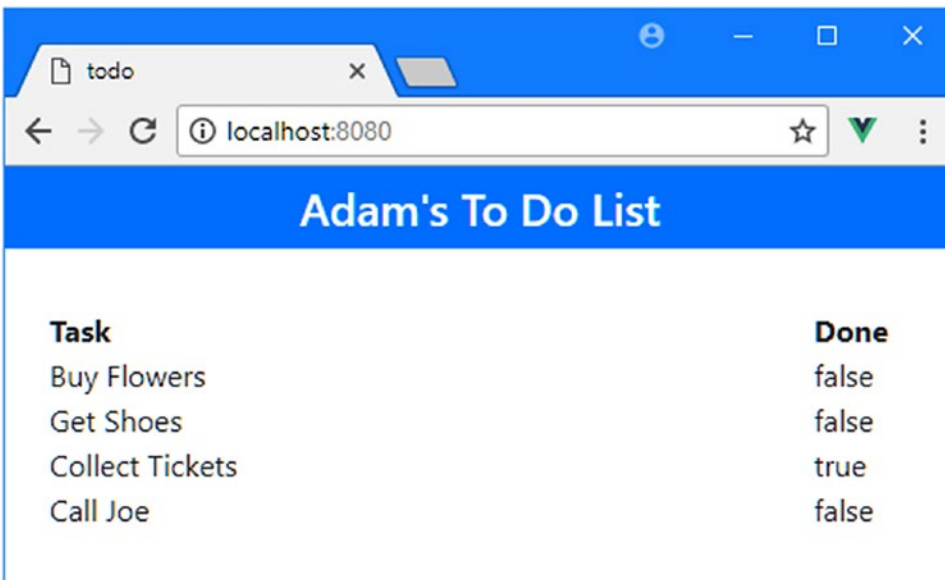 todo
localhost:8080
Adam's To Do List
Task Done
Buy Flowers false
Get Shoes false
Collect Tickets true
Call Joe false